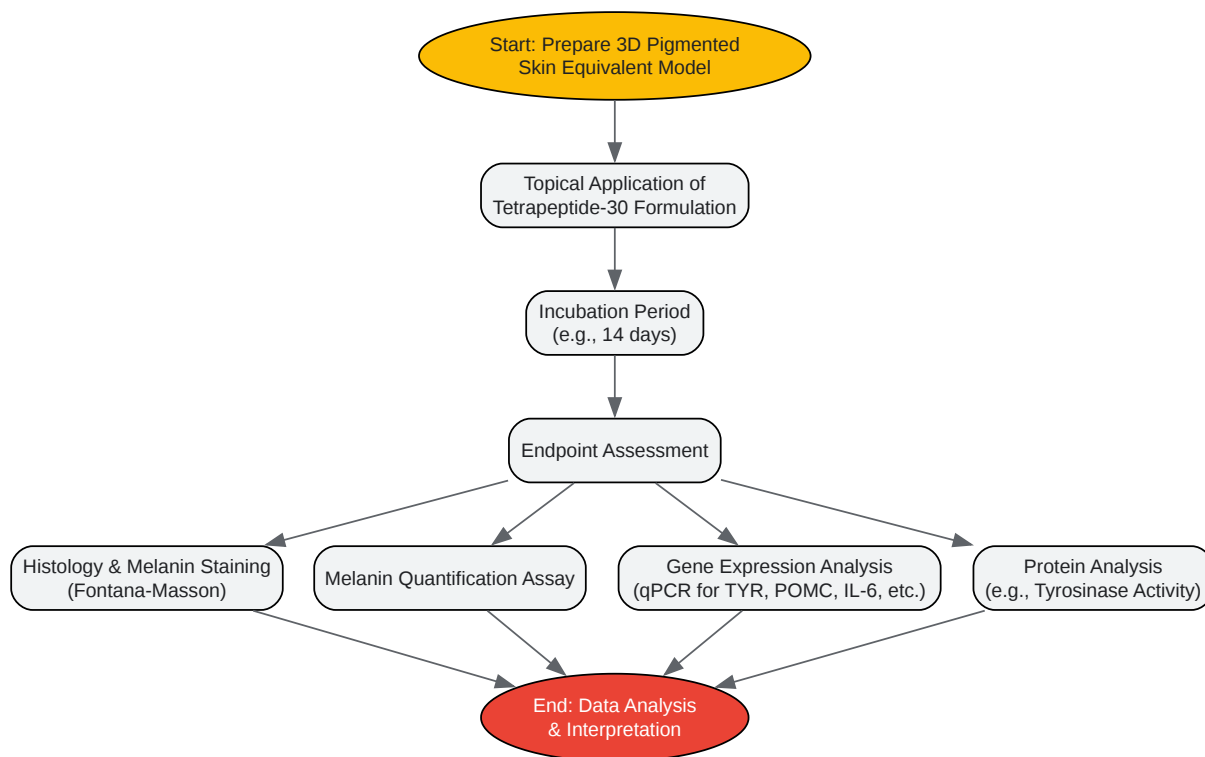 Start: Prepare 3D Pigmented
Skin Equivalent Model
Topical Application of
Tetrapeptide-30 Formulation
Incubation Period
(e.g., 14 days)
Endpoint Assessment
Histology & Melanin Staining
(Fontana-Masson)
Melanin Quantification Assay
Gene Expression Analysis
(qPCR for TYR, POMC, IL-6, etc.)
Protein Analysis
(e.g., Tyrosinase Activity)
End: Data Analysis
& Interpretation